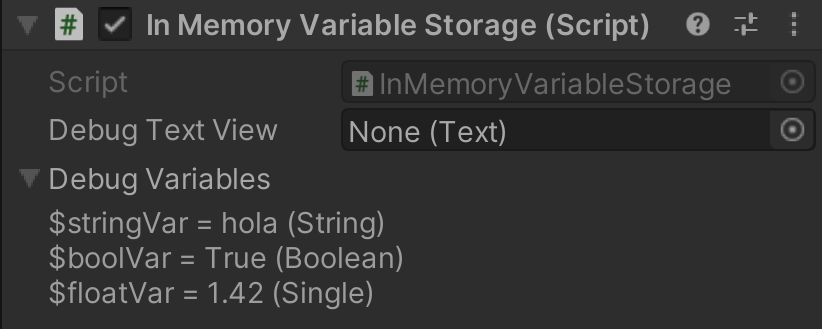 In Memory Variable Storage (Script)
Script InMemoryVariableStorage
Debug Text View None (Text)
Debug Variables
$stringVar = hola (String)
$boolVar = True (Boolean)
$floatVar = 1.42 (Single)